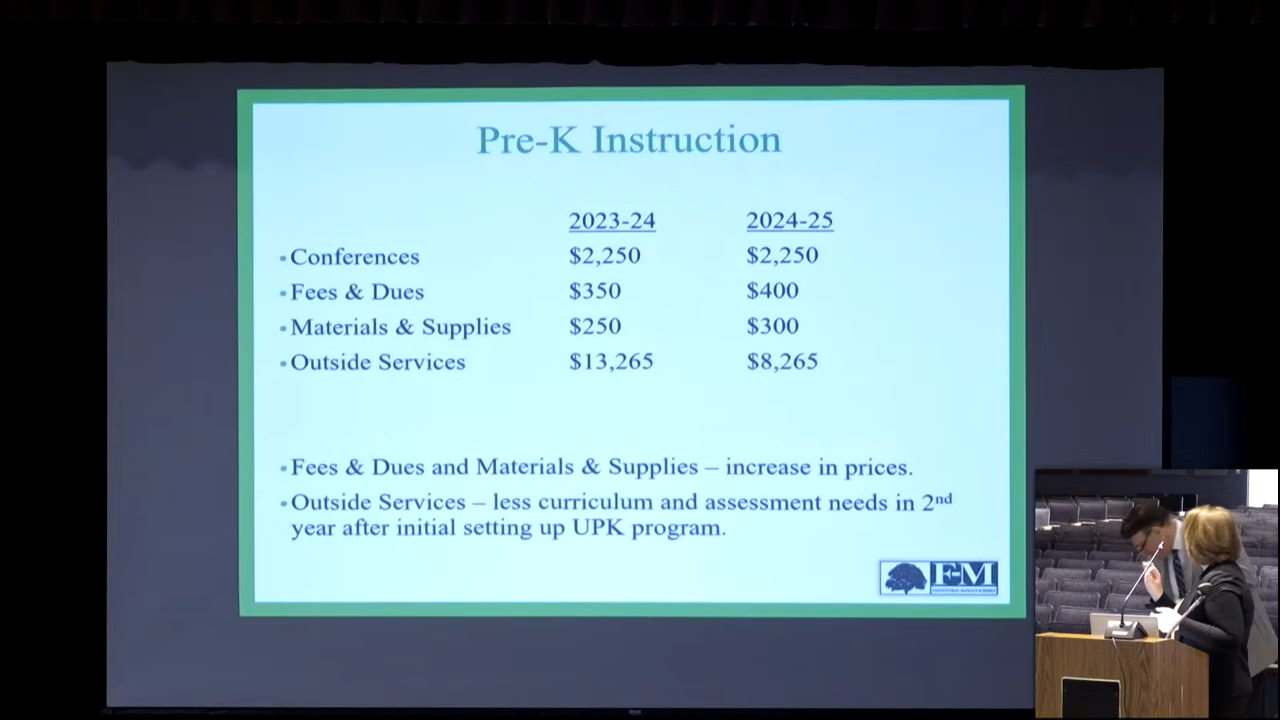 Pre-K Instruction
2023-24 2024-25
• Conferences $2,250 $2,250
• Fees & Dues $350 $400
• Materials & Supplies $250 $300
• Outside Services $13,265 $8,265
• Fees & Dues and Materials & Supplies – increase in prices.
• Outside Services – less curriculum and assessment needs in 2nd
year after initial setting up UPK program.
F-M